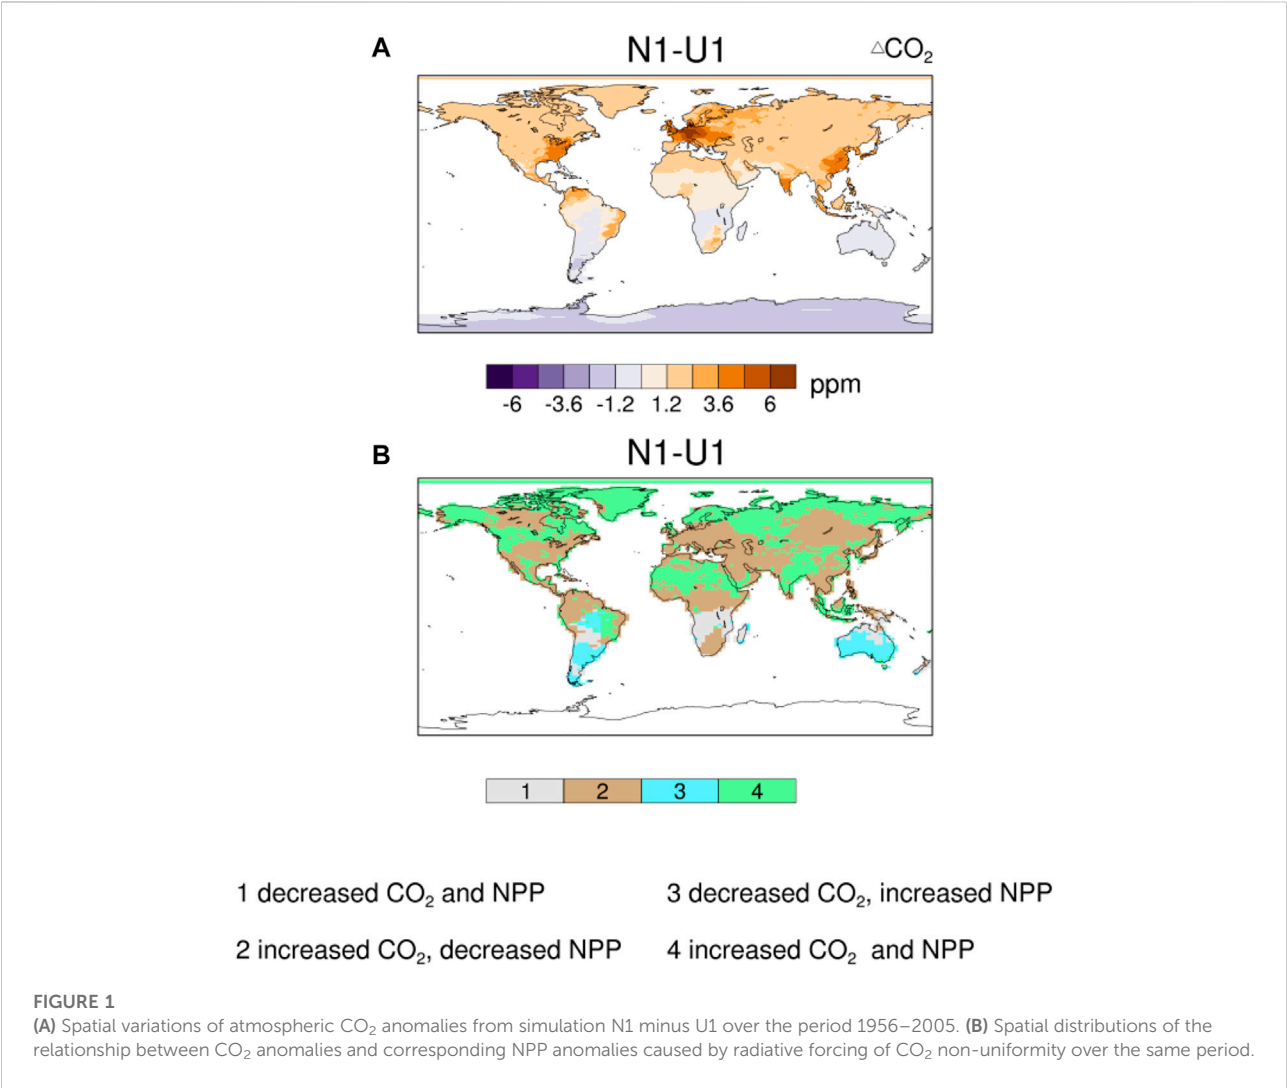 A
N1-U1
△CO₂
-6 -3.6 -1.2 1.2 3.6 6
ppm
B
N1-U1
1 2 3 4
1 decreased CO₂ and NPP
3 decreased CO₂, increased NPP
2 increased CO₂, decreased NPP
4 increased CO₂ and NPP
FIGURE 1
(A) Spatial variations of atmospheric CO₂ anomalies from simulation N1 minus U1 over the period 1956–2005. (B) Spatial distributions of the
relationship between CO₂ anomalies and corresponding NPP anomalies caused by radiative forcing of CO₂ non-uniformity over the same period.